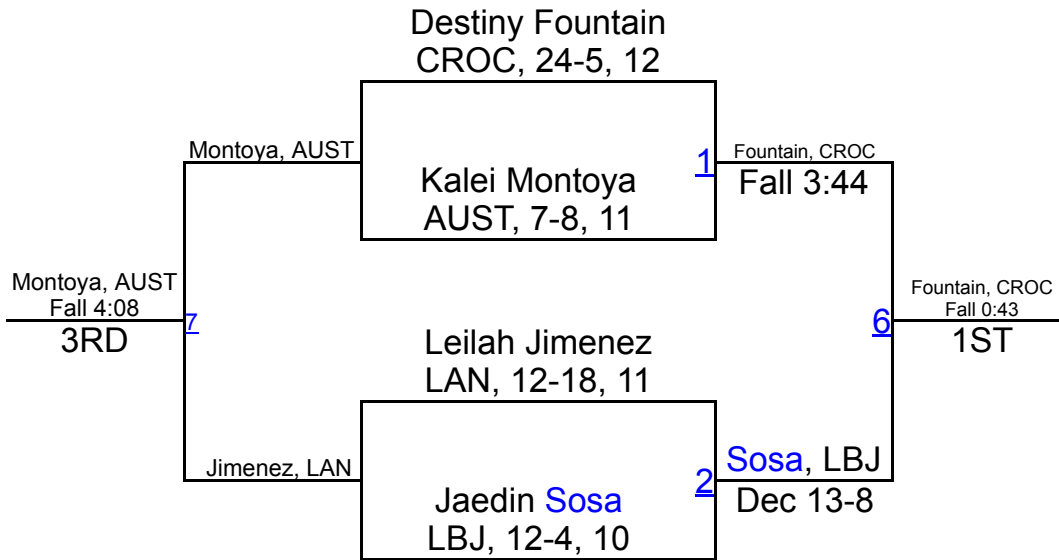 Destiny Fountain
CROC, 24-5, 12
Montoya, AUST
1
Fountain, CROC
Fall 3:44
Kalei Montoya
AUST, 7-8, 11
Montoya, AUST
Fall 4:08
3RD
7
Fountain, CROC
Fall 0:43
1ST
6
Leilah Jimenez
LAN, 12-18, 11
Jimenez, LAN
2
Sosa, LBJ
Dec 13-8
Jaedin Sosa
LBJ, 12-4, 10